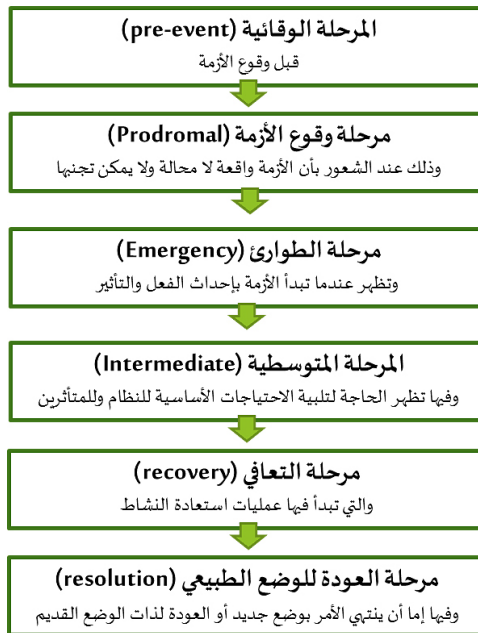 المرحلة الوقائية (pre-event)
قبل وقوع الأزمة
مرحلة وقوع الأزمة (Prodromal)
وذلك عند الشعور بأن الأزمة واقعة لا محالة ولا يمكن تجنبها
مرحلة الطوارئ (Emergency)
وتظهر عندما تبدأ الأزمة بإحداث الفعل والتأثير
المرحلة المتوسطية (Intermediate)
وفيها تظهر الحاجة لتلبية الاحتياجات الأساسية للنظام وللمتأثرين
مرحلة التعافي (recovery)
والتي تبدأ فيها عمليات استعادة النشاط
مرحلة العودة للوضع الطبيعي (resolution)
وفيها إما أن ينتهي الأمر بوضع جديد أو العودة لذات الوضع القديم